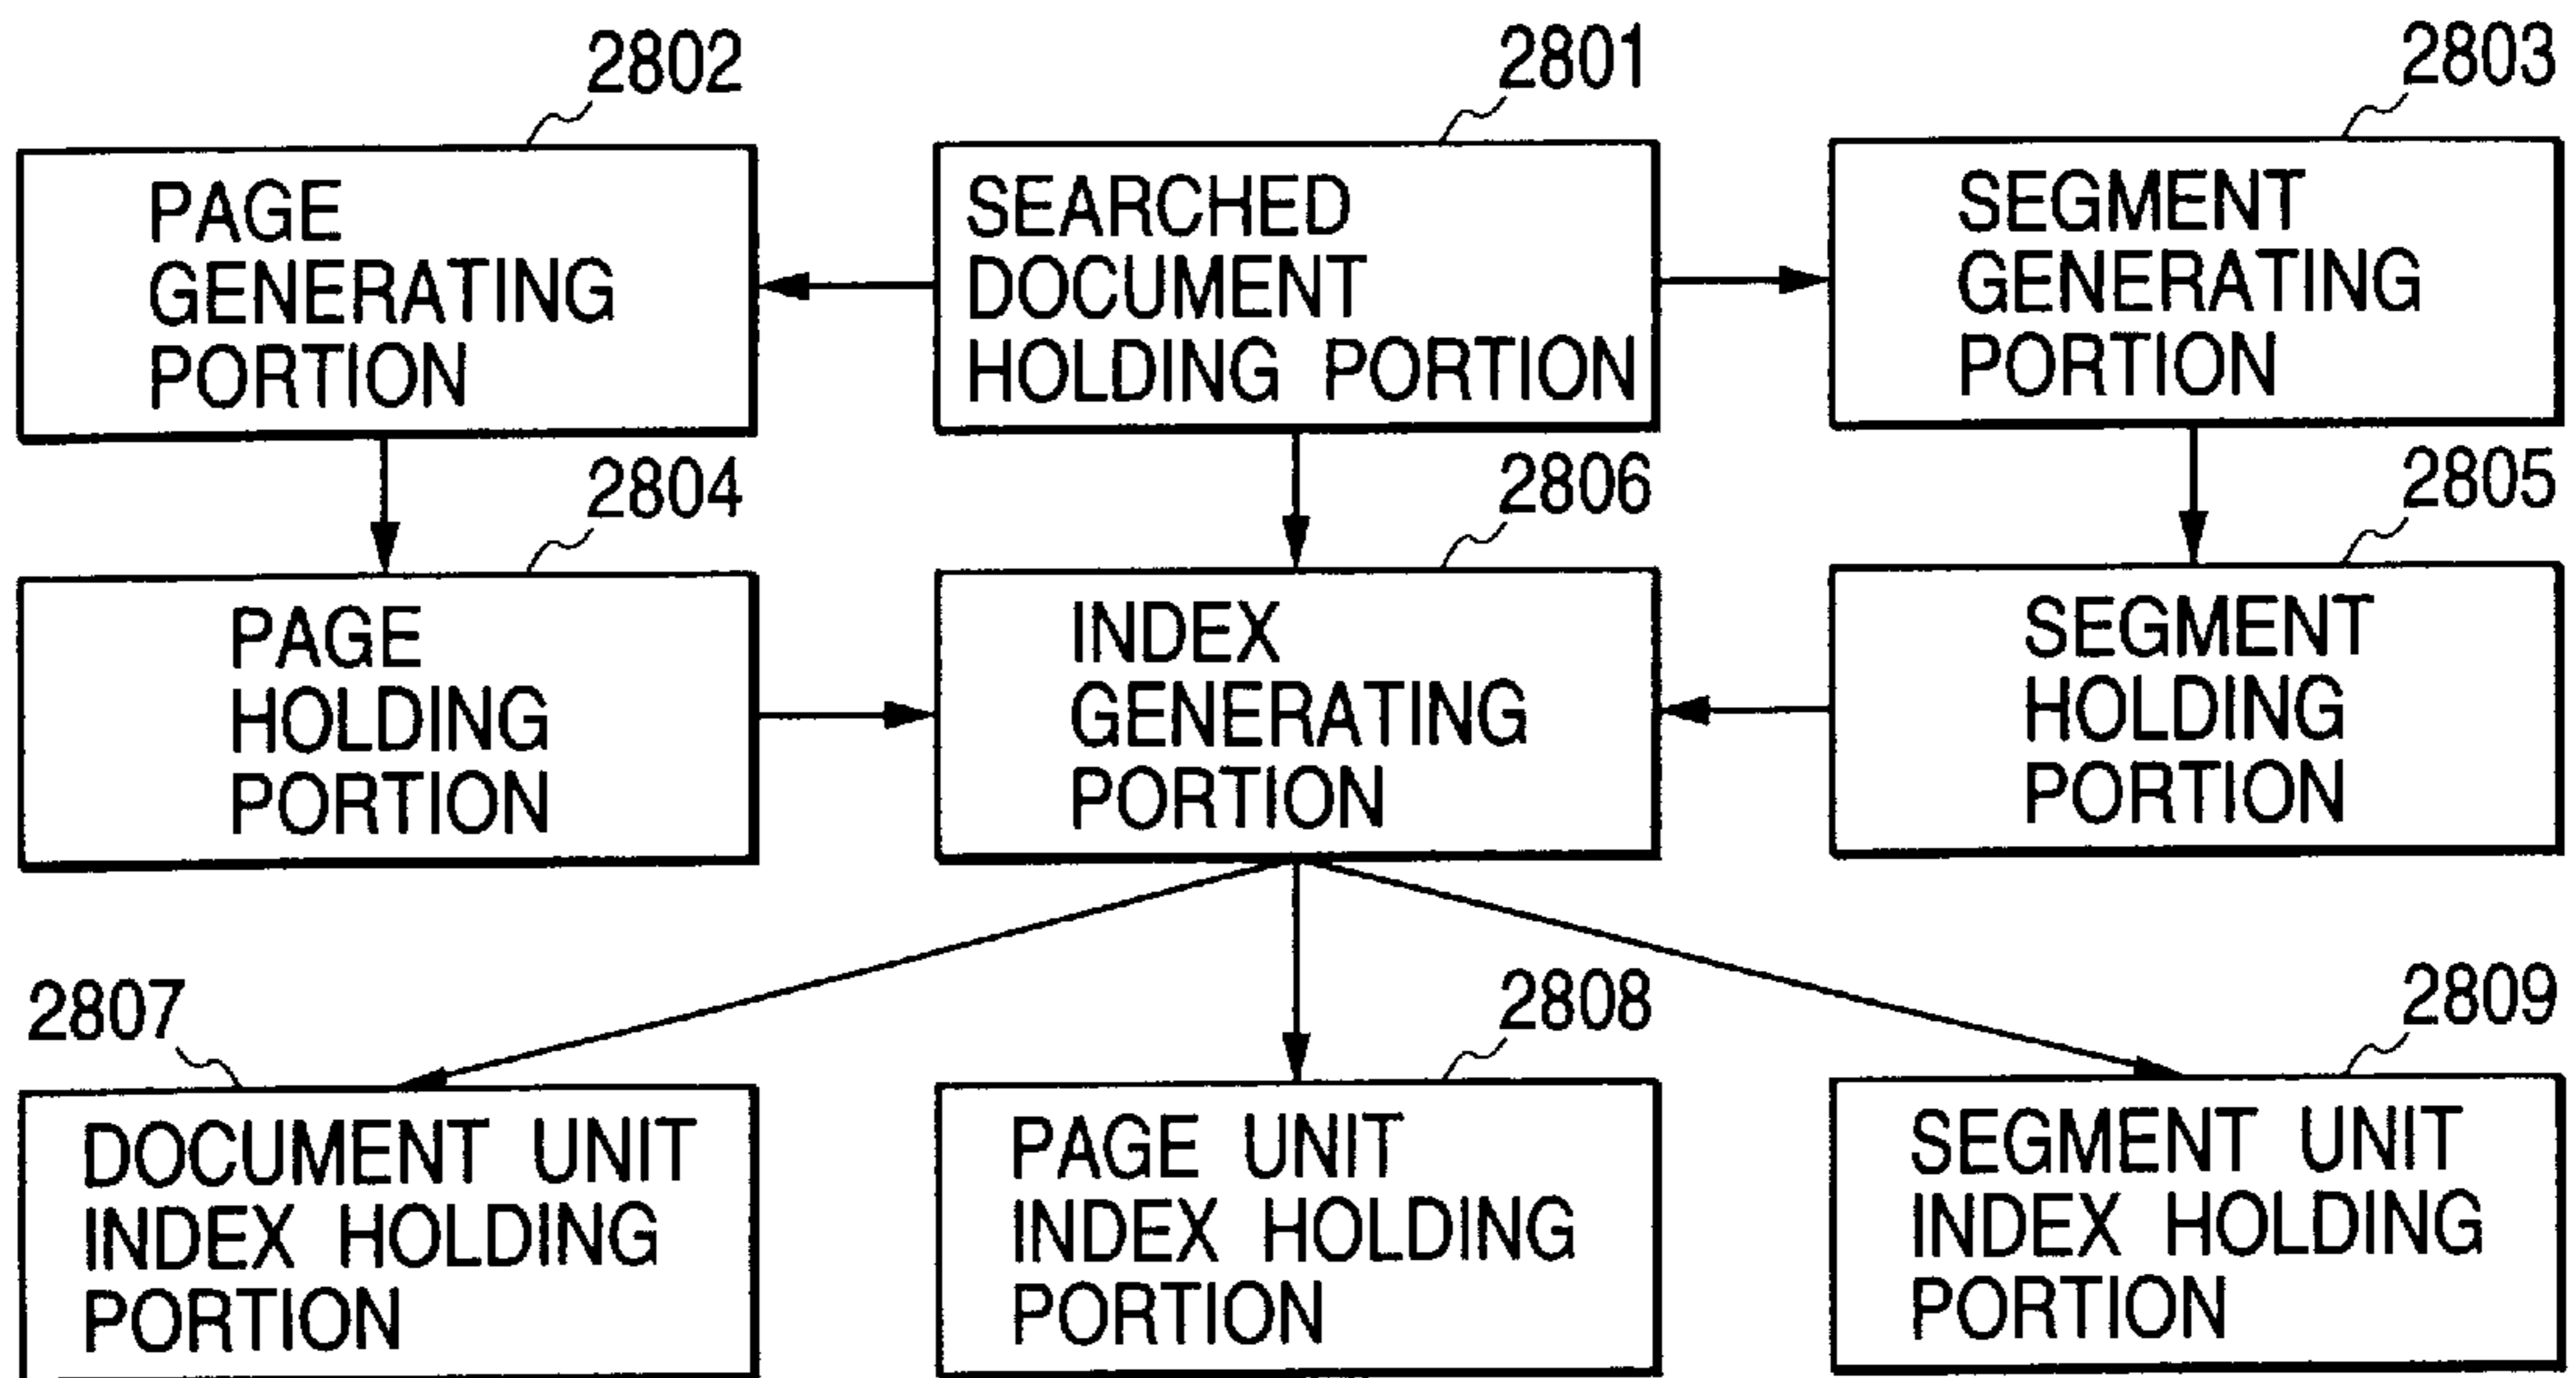 2802
2801
2803
PAGE
GENERATING
PORTION
SEARCHED
DOCUMENT
HOLDING PORTION
SEGMENT
GENERATING
PORTION
2804
2806
2805
PAGE
HOLDING
PORTION
INDEX
GENERATING
PORTION
SEGMENT
HOLDING
PORTION
2807
2808
2809
DOCUMENT UNIT
INDEX HOLDING
PORTION
PAGE UNIT
INDEX HOLDING
PORTION
SEGMENT UNIT
INDEX HOLDING
PORTION